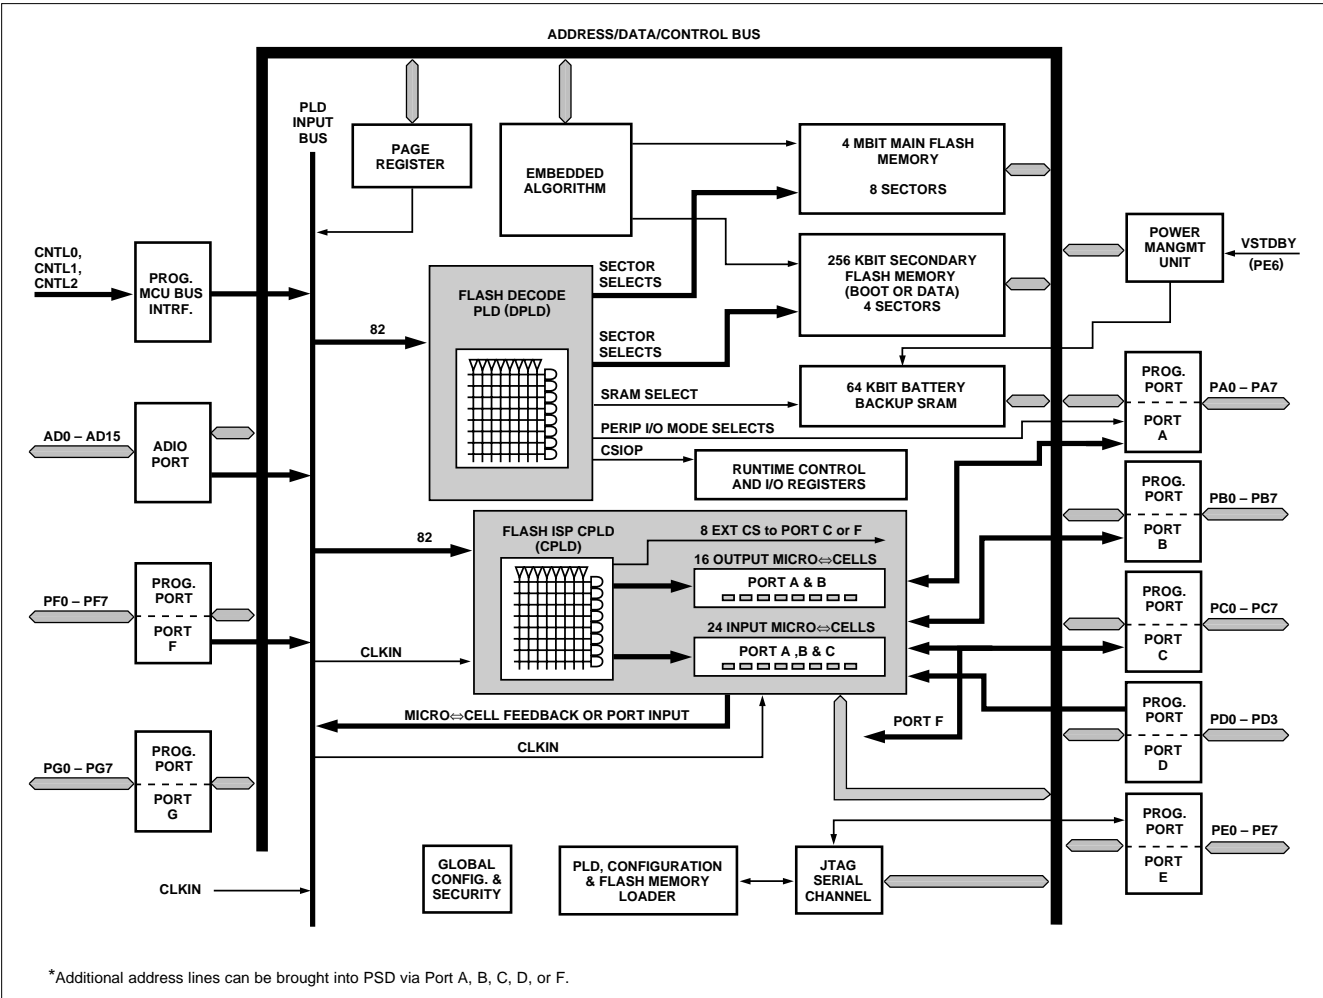 ADDRESS/DATA/CONTROL BUS
PLD
INPUT
BUS
PAGE
REGISTER
EMBEDDED
ALGORITHM
4 MBIT MAIN FLASH
MEMORY
8 SECTORS
POWER
MANGMT
UNIT
VSTDBY
(PE6)
CNTL0,
CNTL1,
CNTL2
PROG.
MCU BUS
INTRF.
SECTOR
SELECTS
256 KBIT SECONDARY
FLASH MEMORY
(BOOT OR DATA)
4 SECTORS
FLASH DECODE
PLD (DPLD)
82
SECTOR
SELECTS
SRAM SELECT
64 KBIT BATTERY
BACKUP SRAM
PERIP I/O MODE SELECTS
CSIOP
RUNTIME CONTROL
AND I/O REGISTERS
PROG.
PORT
PORT
A
PA0 – PA7
AD0 – AD15
ADIO
PORT
PROG.
PORT
PORT
B
PB0 – PB7
82
FLASH ISP CPLD
(CPLD)
8 EXT CS to PORT C or F
16 OUTPUT MICRO⇔CELLS
PORT A & B
24 INPUT MICRO⇔CELLS
PORT A ,B & C
PF0 – PF7
PROG.
PORT
PORT
F
CLKIN
PROG.
PORT
PORT
C
PC0 – PC7
MICRO⇔CELL FEEDBACK OR PORT INPUT
CLKIN
PORT F
PROG.
PORT
PORT
D
PD0 – PD3
PG0 – PG7
PROG.
PORT
PORT
G
PROG.
PORT
PORT
E
PE0 – PE7
CLKIN
GLOBAL
CONFIG. &
SECURITY
PLD, CONFIGURATION
& FLASH MEMORY
LOADER
JTAG
SERIAL
CHANNEL
*Additional address lines can be brought into PSD via Port A, B, C, D, or F.